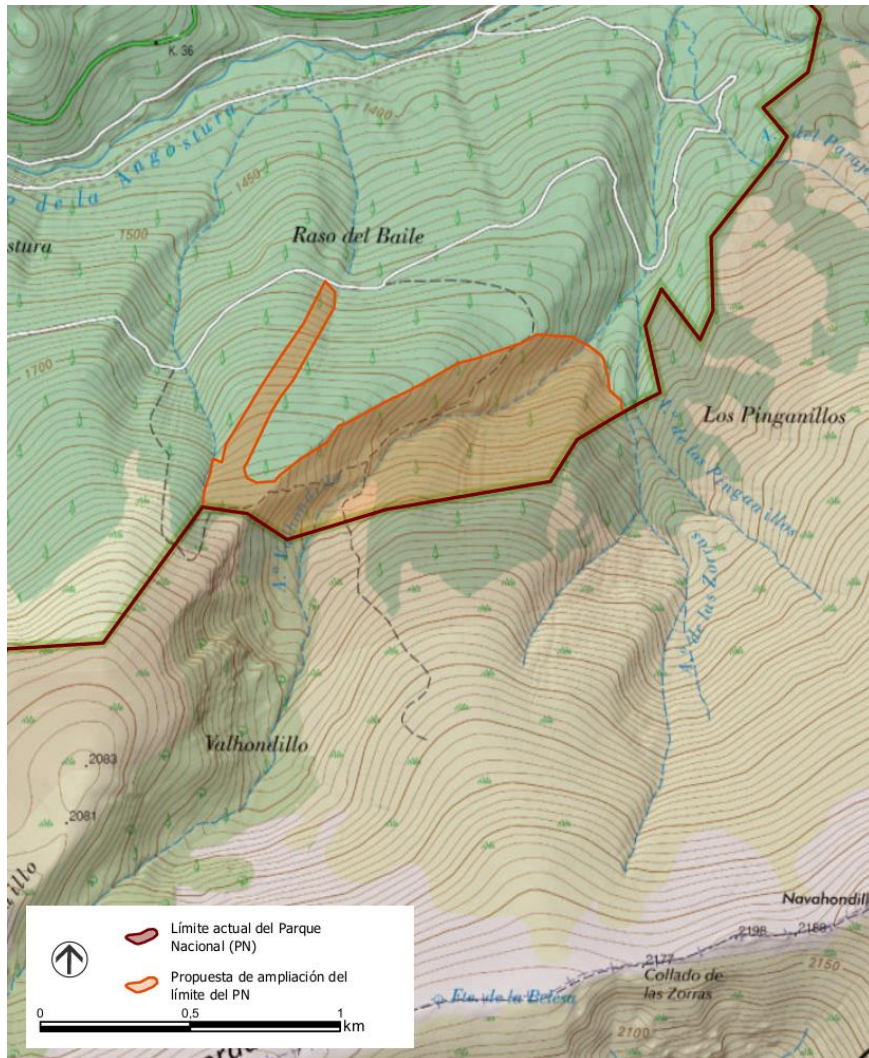 K. 36
1400
de la Angostura
1450
A. del Paraje
1500
stura
Raso del Baile
1700
Los Pinganillos
A.º de las Pinganillos
A.º de las Zorras
Valhondillo
2083
2081
illo
Navahondill
2198
2188
2177
2150
Collado de
las Zorras
Fte. de la
2100
Límite actual del Parque
Nacional (PN)
Propuesta de ampliación del
límite del PN
0
0,5
1
km